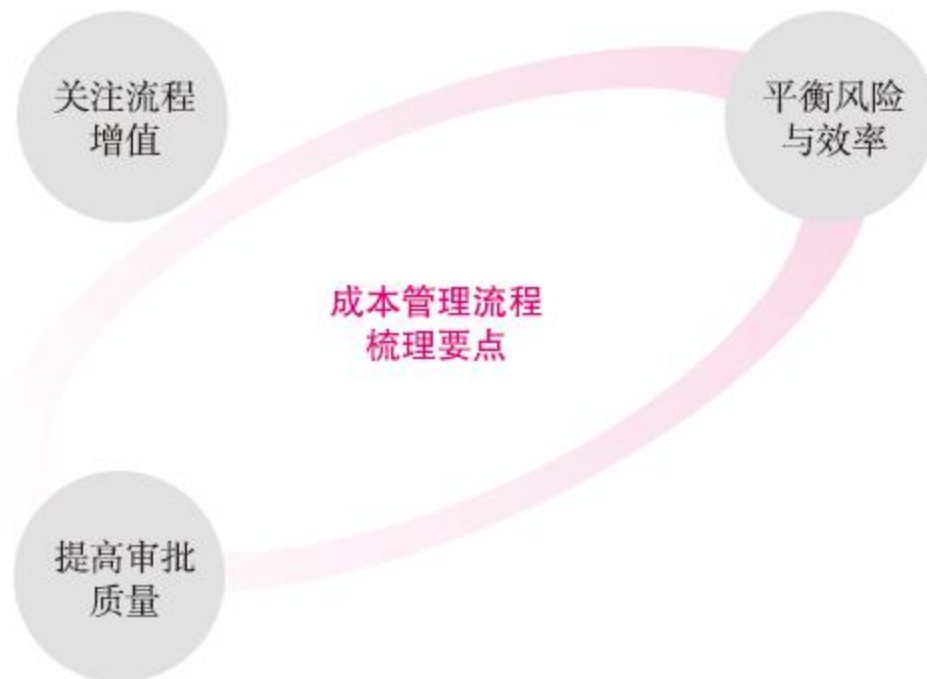 关注流程
增值
平衡风险
与效率
成本管理流程
梳理要点
提高审批
质量